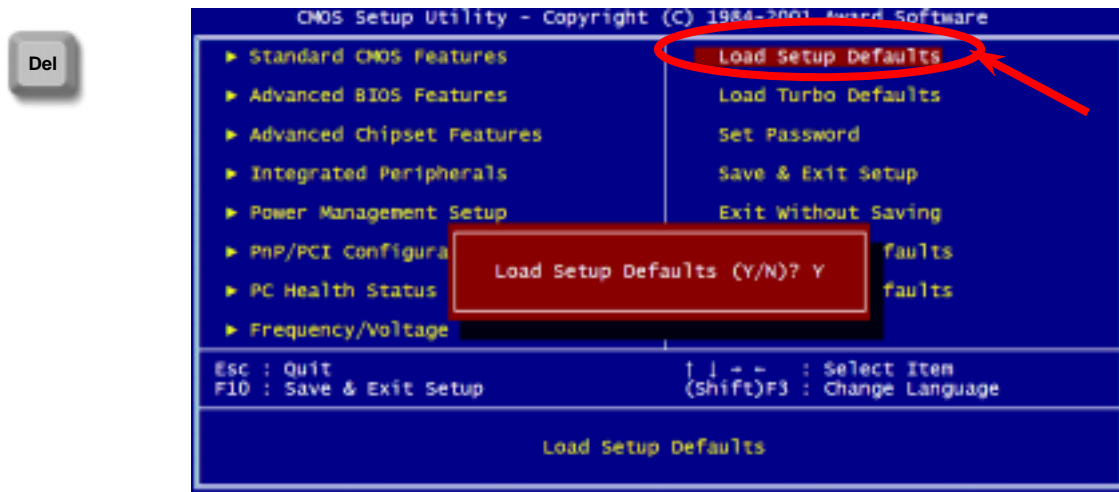 Del
CMOS Setup Utility - Copyright (C) 1984-2001 Award Software
► Standard CMOS Features
► Advanced BIOS Features
► Advanced Chipset Features
► Integrated Peripherals
► Power Management Setup
► PnP/PCI Configura
► PC Health Status
► Frequency/Voltage
Load Setup Defaults
Load Turbo Defaults
Set Password
Save & Exit Setup
Exit Without Saving
faults
faults
Load Setup Defaults (Y/N)? Y
Esc : Quit
F10 : Save & Exit Setup
↑ ↓ → ← : Select Item
(Shift)F3 : Change Language
Load Setup Defaults